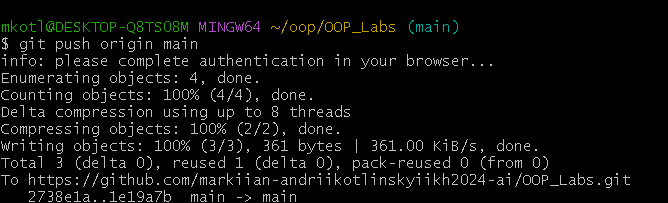 mkotl@DESKTOP-Q8TS08M MINGW64 ~/oop/OOP_Labs (main)
$ git push origin main
info: please complete authentication in your browser...
Enumerating objects: 4, done.
Counting objects: 100% (4/4), done.
Delta compression using up to 8 threads
Compressing objects: 100% (2/2), done.
Writing objects: 100% (3/3), 361 bytes | 361.00 KiB/s, done.
Total 3 (delta 0), reused 1 (delta 0), pack-reused 0 (from 0)
To https://github.com/markiian-andriikotlinskyiikh2024-ai/OOP_Labs.git
   2738e1a..1e19a7b  main -> main